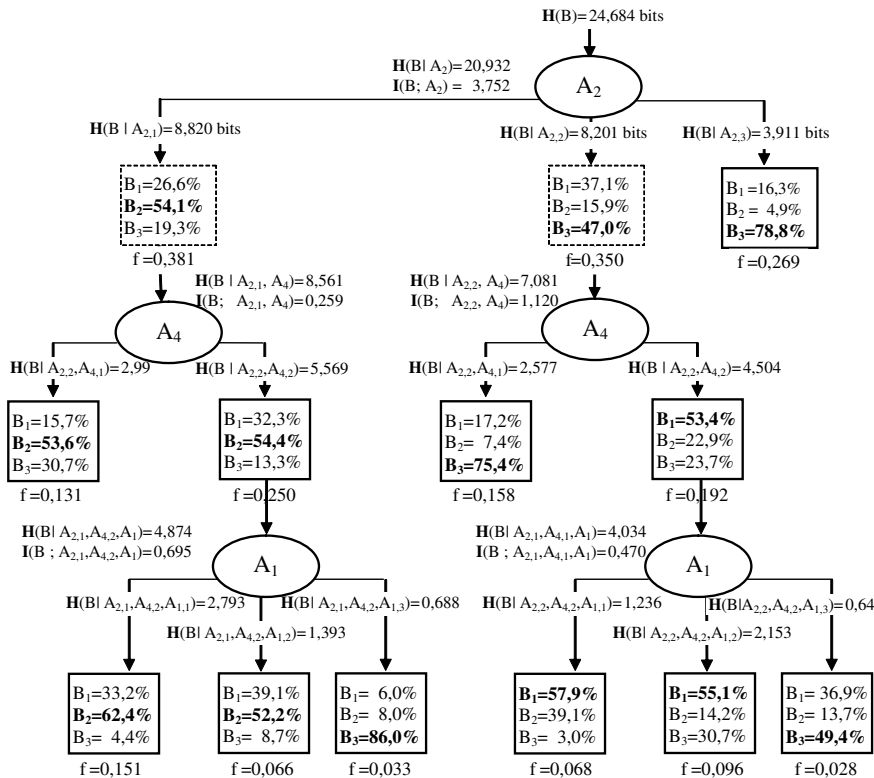 H(B)=24,684 bits
H(B| A2)=20,932
I(B; A2) = 3,752
A2
H(B | A2,1)=8,820 bits
H(B| A2,2)=8,201 bits
H(B| A2,3)=3,911 bits
B1=26,6%
B2=54,1%
B3=19,3%
f=0,381
B1=37,1%
B2=15,9%
B3=47,0%
f=0,350
B1=16,3%
B2= 4,9%
B3=78,8%
f=0,269
H(B | A2,1, A4)=8,561
I(B; A2,1, A4)=0,259
A4
H(B | A2,2, A4)=7,081
I(B; A2,2, A4)=1,120
A4
H(B| A2,2,A4,1)=2,99
H(B | A2,2,A4,2)=5,569
H(B| A2,2,A4,1)=2,577
H(B | A2,2,A4,2)=4,504
B1=15,7%
B2=53,6%
B3=30,7%
f=0,131
B1=32,3%
B2=54,4%
B3=13,3%
f=0,250
B1=17,2%
B2= 7,4%
B3=75,4%
f=0,158
B1=53,4%
B2=22,9%
B3=23,7%
f=0,192
H(B| A2,1,A4,2,A1)=4,874
I(B ; A2,1,A4,2,A1)=0,695
A1
H(B| A2,1,A4,1,A1)=4,034
I(B ; A2,1,A4,1,A1)=0,470
A1
H(B| A2,1,A4,2,A1,1)=2,793
H(B| A2,1,A4,2,A1,3)=0,688
H(B| A2,1,A4,2,A1,2)=1,393
H(B| A2,2,A4,2,A1,1)=1,236
H(B|A2,2,A4,2,A1,3)=0,64
H(B| A2,2,A4,2,A1,2)=2,153
B1=33,2%
B2=62,4%
B3= 4,4%
f=0,151
B1=39,1%
B2=52,2%
B3= 8,7%
f=0,066
B1= 6,0%
B2= 8,0%
B3=86,0%
f=0,033
B1=57,9%
B2=39,1%
B3= 3,0%
f=0,068
B1=55,1%
B2=14,2%
B3=30,7%
f=0,096
B1= 36,9%
B2= 13,7%
B3= 49,4%
f=0,028